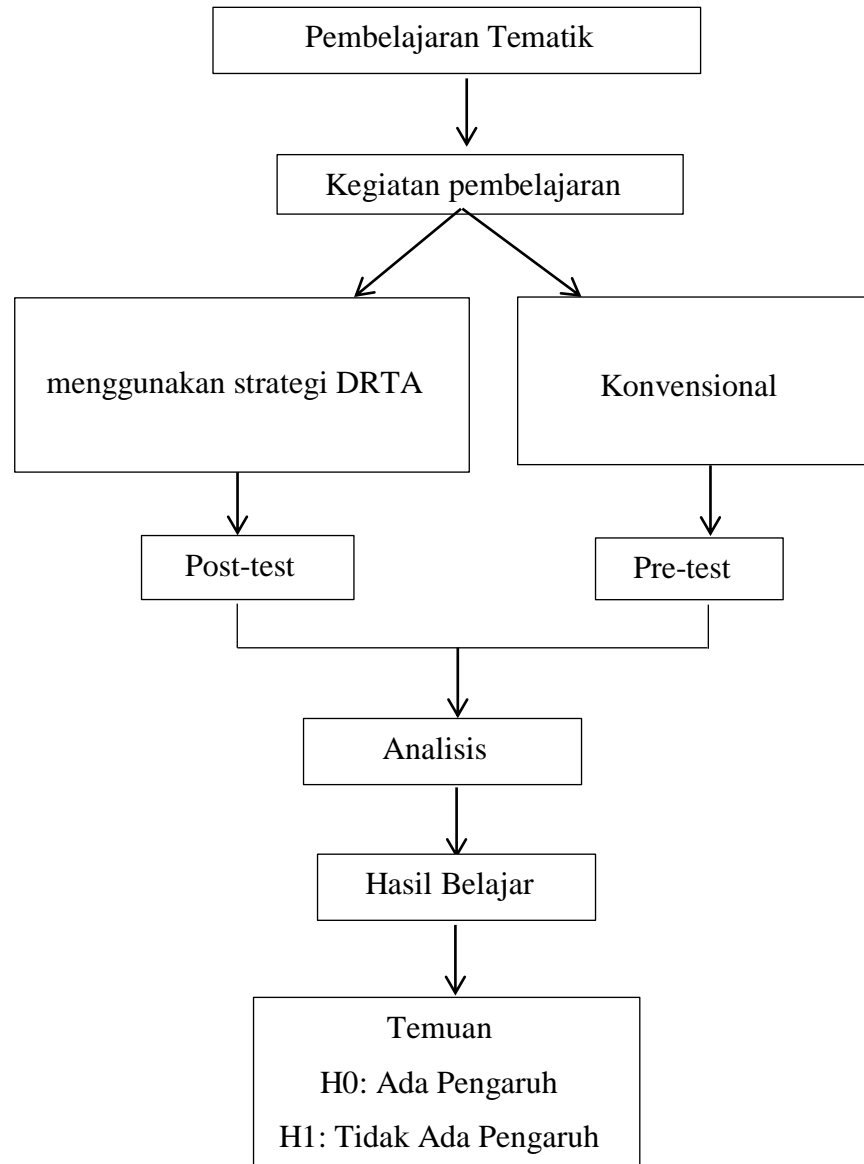 Pembelajaran Tematik
Kegiatan pembelajaran
menggunakan strategi DRTA
Konvensional
Post-test
Pre-test
Analisis
Hasil Belajar
Temuan
H0: Ada Pengaruh
H1: Tidak Ada Pengaruh